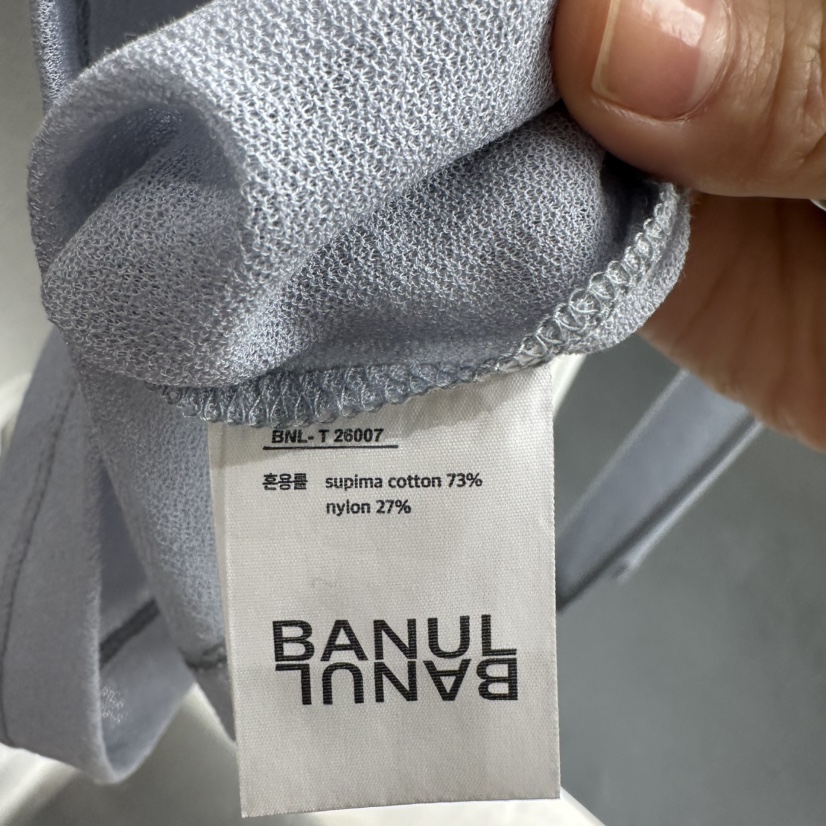 BNL- T 26007
혼용률 supima cotton 73%
nylon 27%
BANUL
BANUL